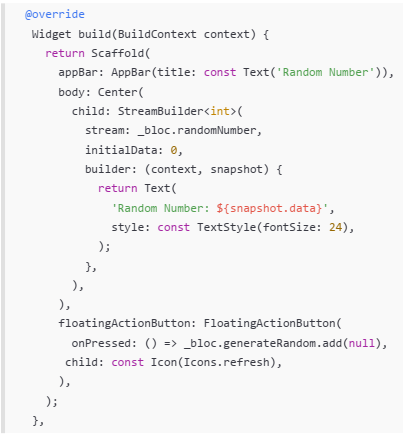 @override
Widget build(BuildContext context) {
return Scaffold(
appBar: AppBar(title: const Text('Random Number')),
body: Center(
child: StreamBuilder<int>(
stream: _bloc.randomNumber,
initialData: 0,
builder: (context, snapshot) {
return Text(
'Random Number: ${snapshot.data}',
style: const TextStyle(fontSize: 24),
);
},
),
),
floatingActionButton: FloatingActionButton(
onPressed: () => _bloc.generateRandom.add(null),
child: const Icon(Icons.refresh),
),
);
},